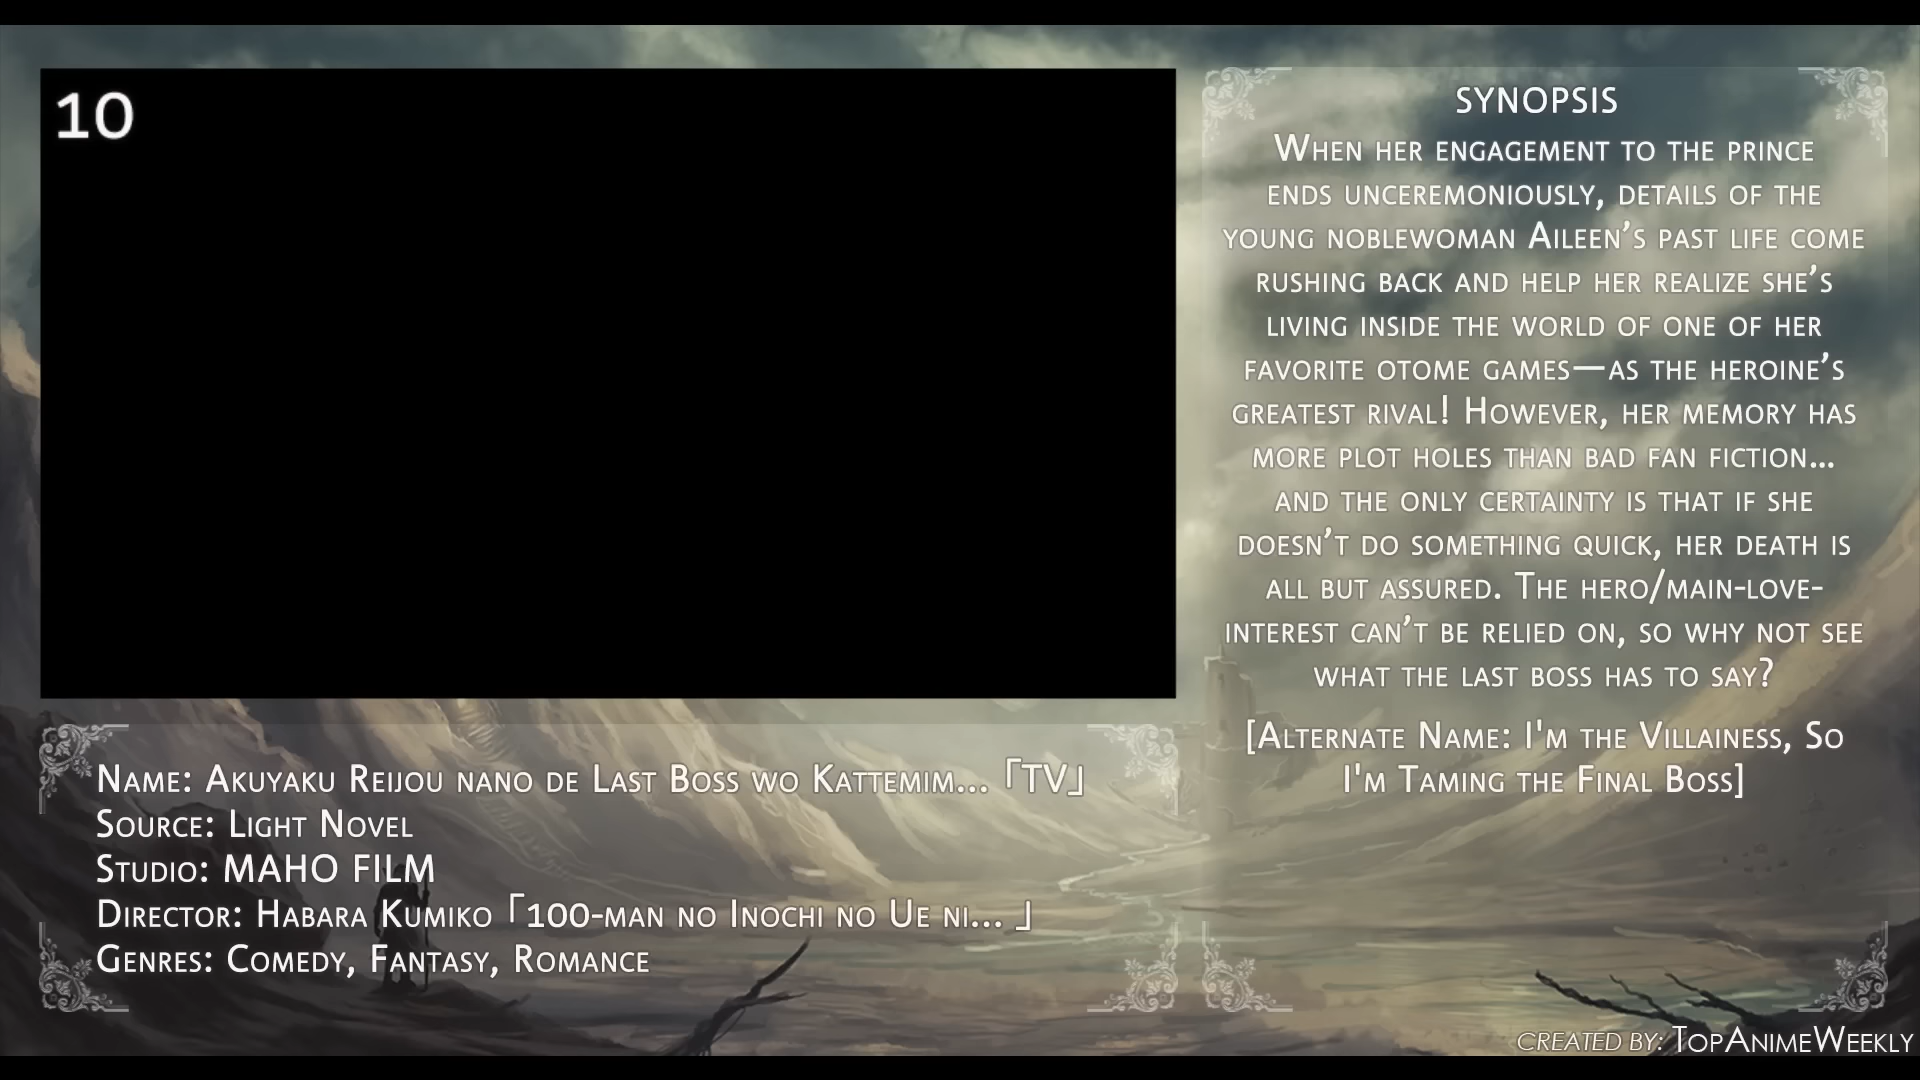 10
SYNOPSIS
When her engagement to the prince
ends unceremoniously, details of the
young noblewoman Aileen's past life come
rushing back and help her realize she's
living inside the world of one of her
favorite otome games—as the heroine's
greatest rival! However, her memory has
more plot holes than bad fan fiction...
and the only certainty is that if she
doesn't do something quick, her death is
all but assured. The hero/main-love-
interest can't be relied on, so why not see
what the last boss has to say?
[Alternate Name: I'm the Villainess, So
I'm Taming the Final Boss]
Name: Akuyaku Reijou nano de Last Boss wo Kattemim... 「TV」
Source: Light Novel
Studio: MAHO FILM
Director: Habara Kumiko 「100-man no Inochi no Ue ni... 」
Genres: Comedy, Fantasy, Romance
CREATED BY: TopAnimeWeekly